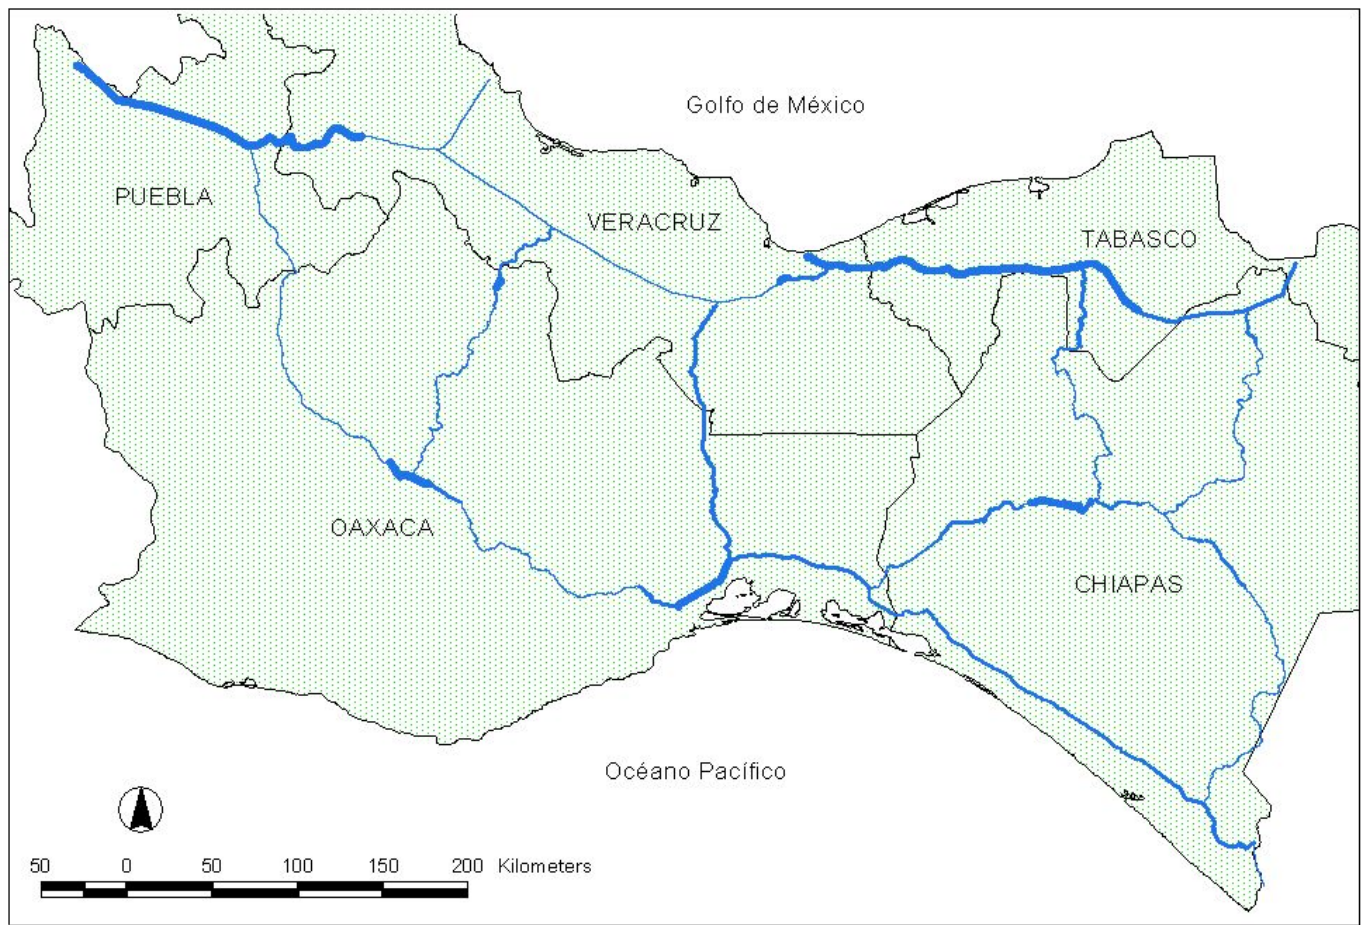 Golfo de México
PUEBLA
VERACRUZ
TABASCO
OAXACA
CHIAPAS
Océano Pacífico
50 0 50 100 150 200 Kilometers